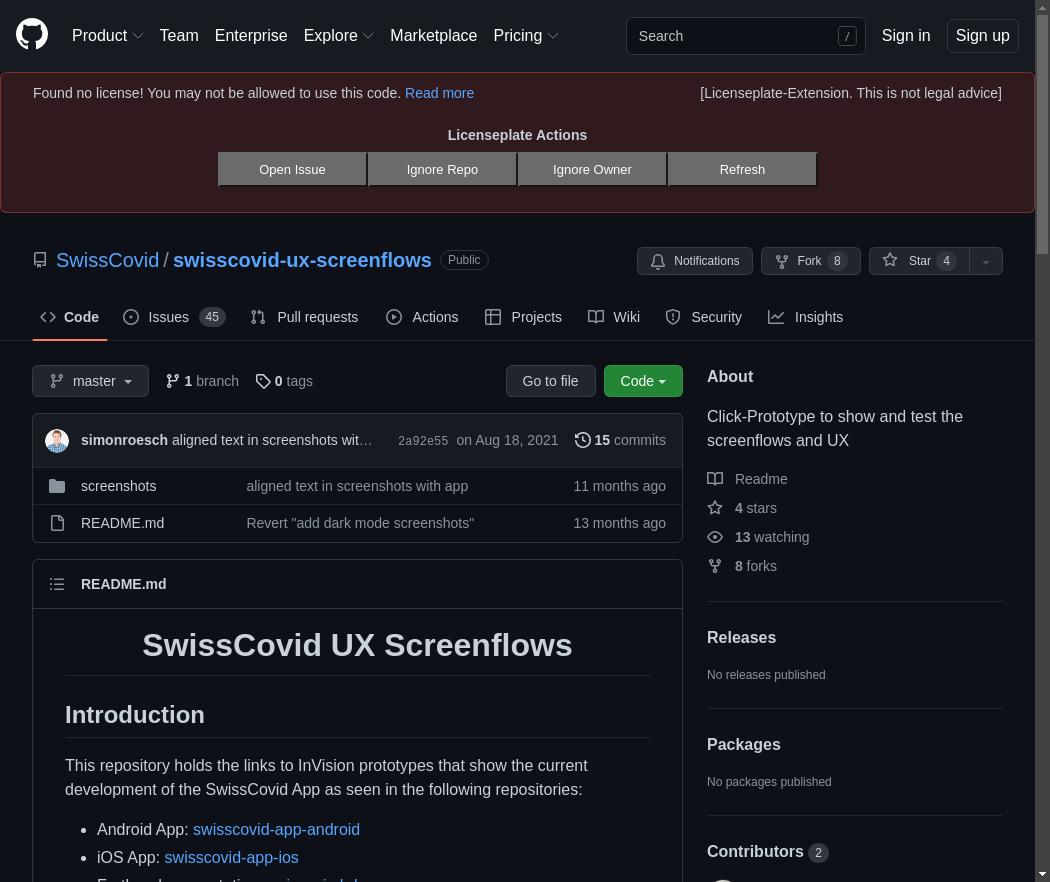 Product Team Enterprise Explore Marketplace Pricing Search / Sign in Sign up
Found no license! You may not be allowed to use this code. Read more [Licenseplate-Extension. This is not legal advice]
Licenseplate Actions
Open Issue Ignore Repo Ignore Owner Refresh
SwissCovid / swisscovid-ux-screenflows Public Notifications Fork 8 Star 4
Code Issues 45 Pull requests Actions Projects Wiki Security Insights
master 1 branch 0 tags Go to file Code
simonroesch aligned text in screenshots wit… 2a92e55 on Aug 18, 2021 15 commits
screenshots aligned text in screenshots with app 11 months ago
README.md Revert "add dark mode screenshots" 13 months ago
README.md
SwissCovid UX Screenflows
Introduction
This repository holds the links to InVision prototypes that show the current
development of the SwissCovid App as seen in the following repositories:
Android App: swisscovid-app-android
iOS App: swisscovid-app-ios
About
Click-Prototype to show and test the
screenflows and UX
Readme
4 stars
13 watching
8 forks
Releases
No releases published
Packages
No packages published
Contributors 2